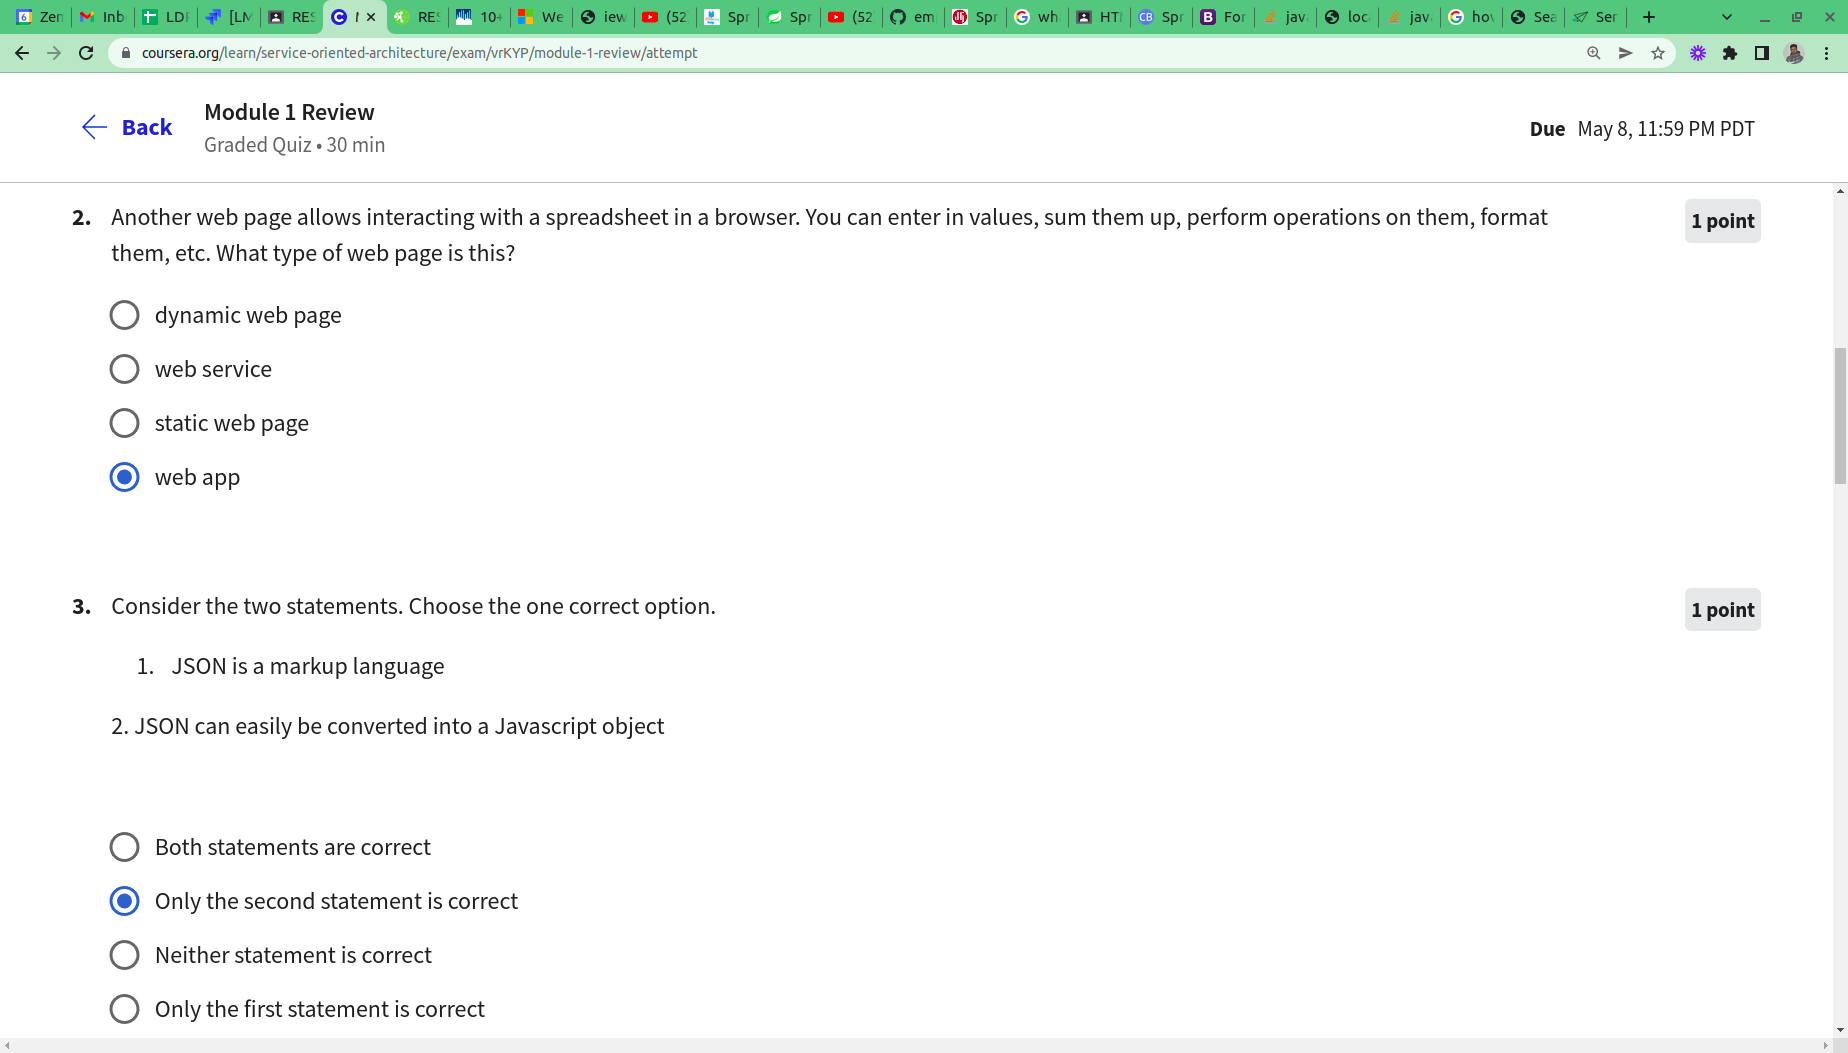 Zen Inb LDF [LM RES M RES 10+ We iew (52 Spr Spr (52 em Spr wh HT Spr For java loc java how Sea Ser
coursera.org/learn/service-oriented-architecture/exam/vrKYP/module-1-review/attempt
Back
Module 1 Review
Graded Quiz • 30 min
Due May 8, 11:59 PM PDT
2. Another web page allows interacting with a spreadsheet in a browser. You can enter in values, sum them up, perform operations on them, format
them, etc. What type of web page is this?
1 point
dynamic web page
web service
static web page
web app
3. Consider the two statements. Choose the one correct option.
1 point
1. JSON is a markup language
2. JSON can easily be converted into a Javascript object
Both statements are correct
Only the second statement is correct
Neither statement is correct
Only the first statement is correct